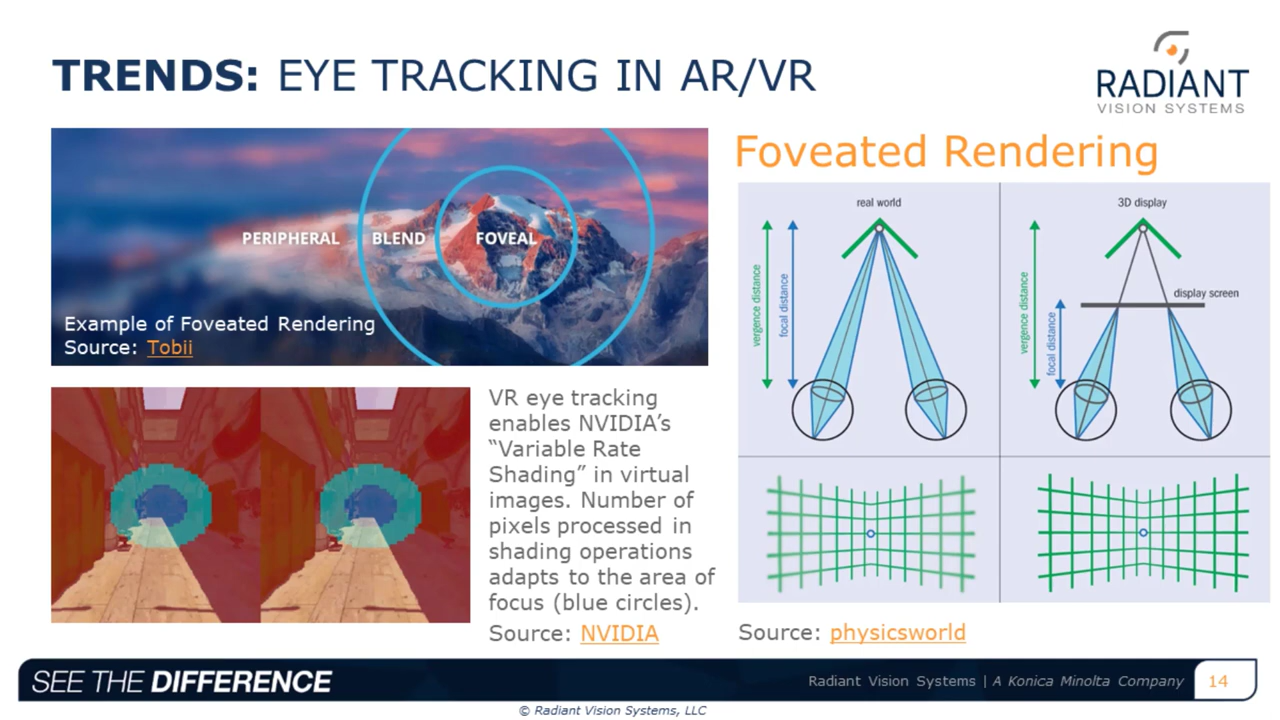 TRENDS: EYE TRACKING IN AR/VR
RADIANT
VISION SYSTEMS
PERIPHERAL BLEND FOVEAL
Example of Foveated Rendering
Source: Tobii
VR eye tracking
enables NVIDIA’s
“Variable Rate
Shading” in virtual
images. Number of
pixels processed in
shading operations
adapts to the area of
focus (blue circles).
Source: NVIDIA
Foveated Rendering
real world
vergence distance
focal distance
3D display
display screen
vergence distance
focal distance
Source: physicsworld
SEE THE DIFFERENCE
Radiant Vision Systems | A Konica Minolta Company 14
© Radiant Vision Systems, LLC